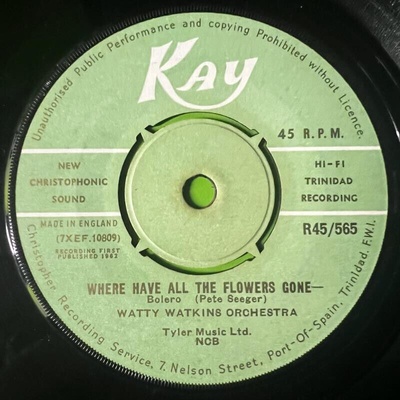 Unauthorised Public Performance and copying Prohibited without Licence.
KAY
45 R.P.M.
NEW
CHRISTOPHONIC
SOUND
HI-FI
TRINIDAD
RECORDING
MADE IN ENGLAND
(7XEF.10809)
RECORDING FIRST
PUBLISHED 1962
R45/565
WHERE HAVE ALL THE FLOWERS GONE—
Bolero (Pete Seeger)
WATTY WATKINS ORCHESTRA
Tyler Music Ltd.
NCB
Christopher Recording Service, 7. Nelson Street, Port-Of-Spain, Trinidad, F.W.I.